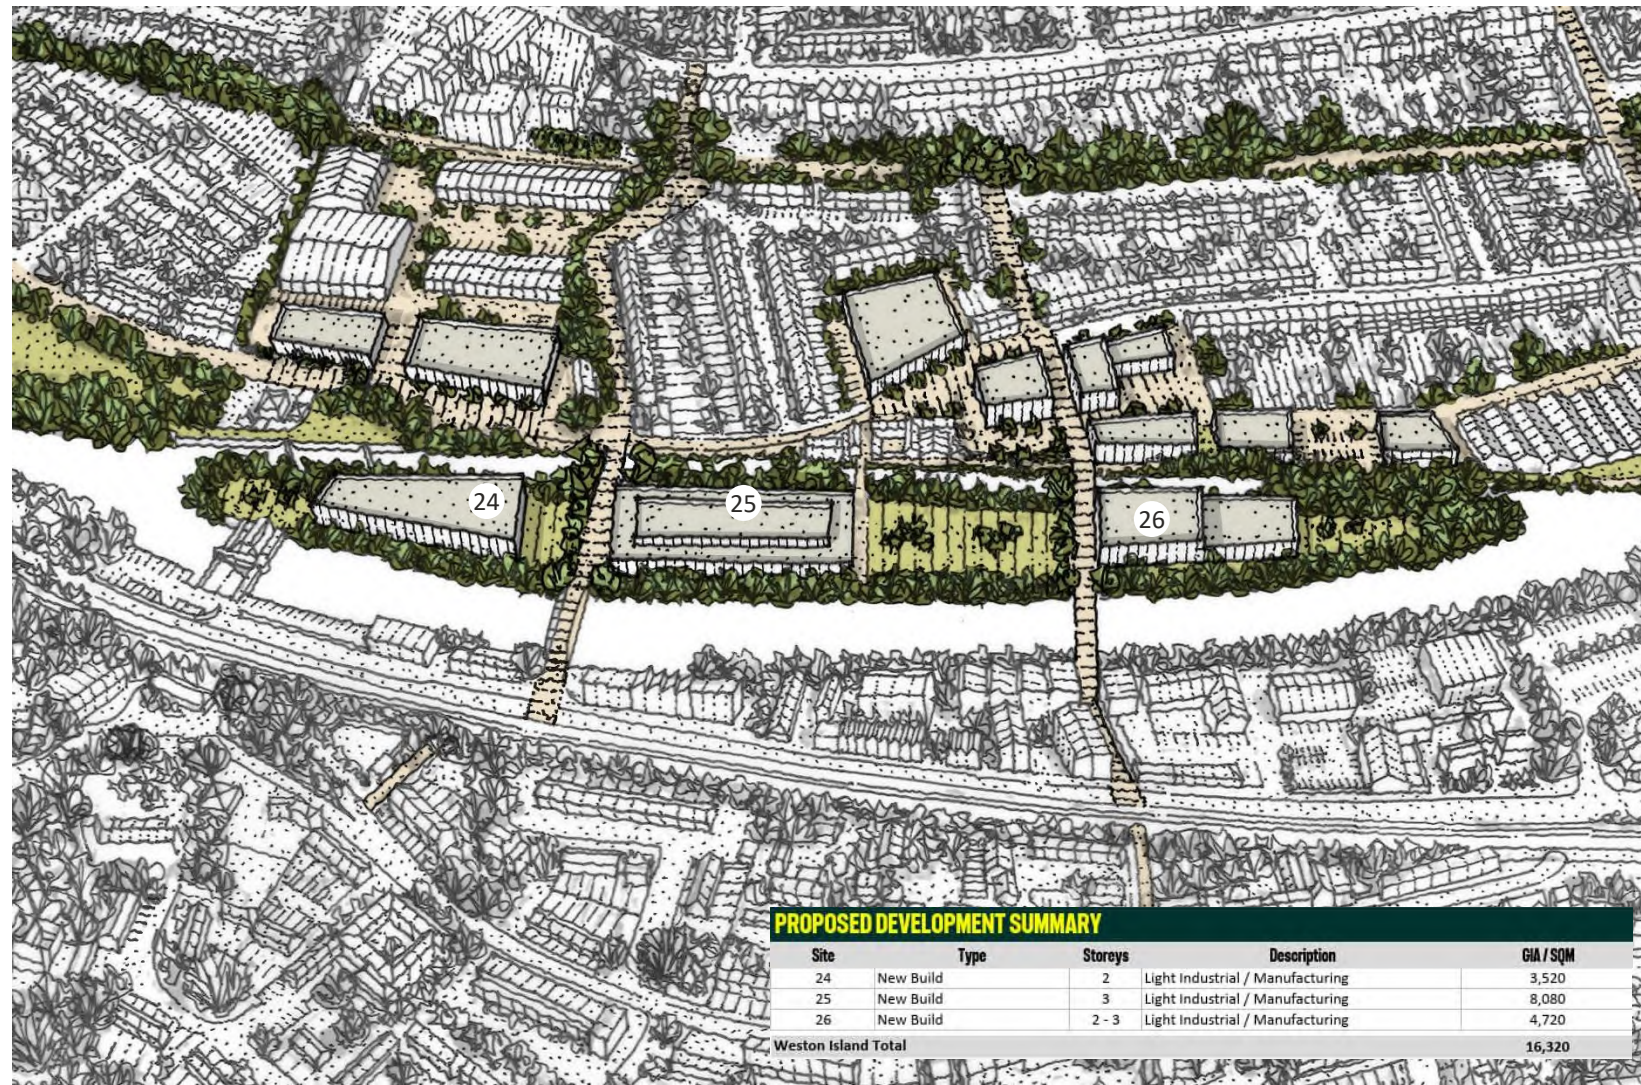 24
25
26
PROPOSED DEVELOPMENT SUMMARY
Site Type Storeys Description GIA / SQM
24 New Build 2 Light Industrial / Manufacturing 3,520
25 New Build 3 Light Industrial / Manufacturing 8,080
26 New Build 2 - 3 Light Industrial / Manufacturing 4,720
Weston Island Total 16,320